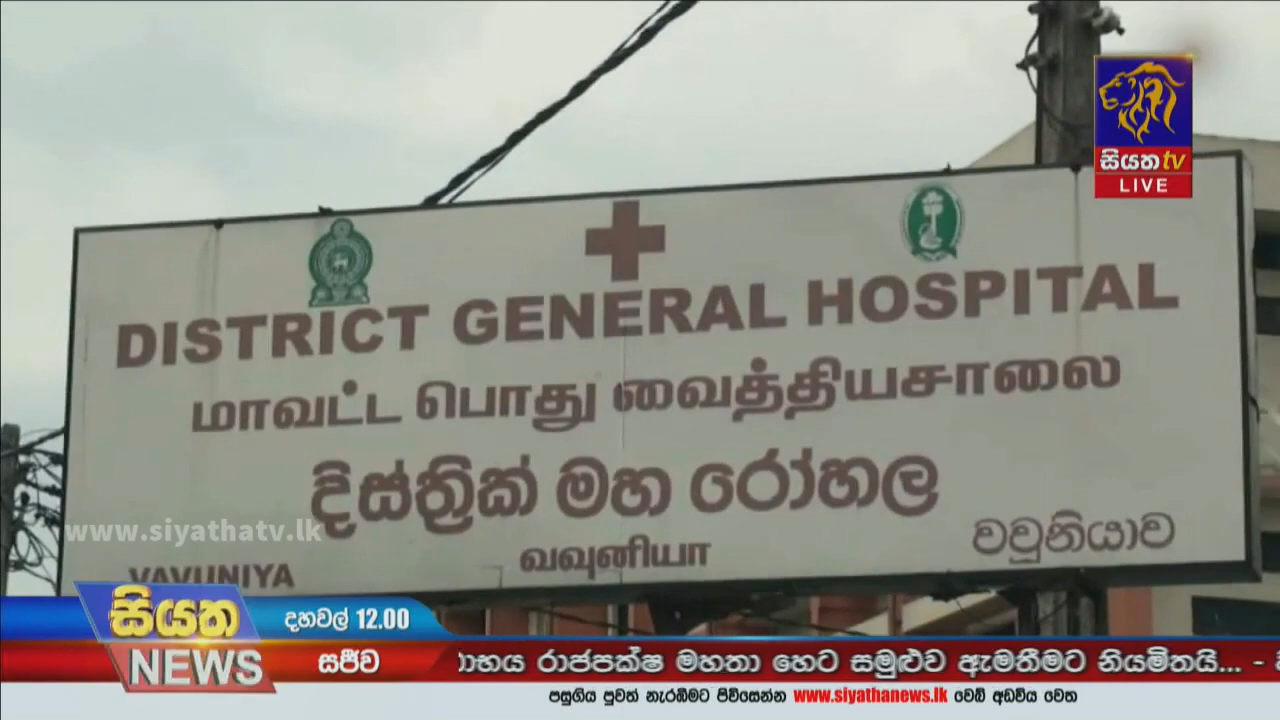 සියත tv
LIVE
DISTRICT GENERAL HOSPITAL
மாவட்ட பொது வைத்தியசாலை
දිස්ත්‍රික් මහ රෝහල
www.siyathatv.lk
වවුනියාව
வவுனியா
VAVUNIYA
සියත
NEWS
දහවල් 12.00
සජීව
රාජපක්ෂ මහතා හෙට සමුළුව ඇමතීමට නියමිතයි... -
පසුගිය පුවත් නැරඹීමට පිවිසෙන්න www.siyathanews.lk වෙබ් අඩවිය වෙත